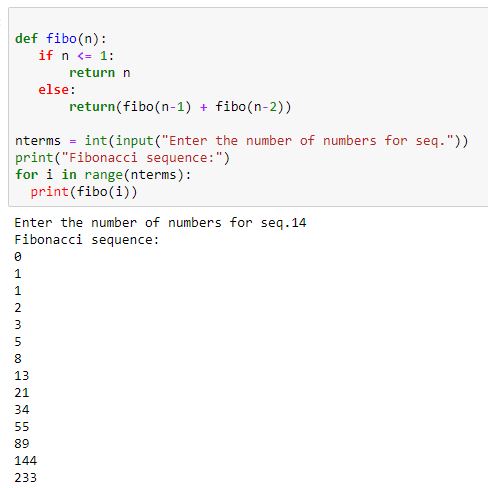 def fibo(n):
   if n <= 1:
       return n
   else:
       return(fibo(n-1) + fibo(n-2))
nterms = int(input("Enter the number of numbers for seq."))
print("Fibonacci sequence:")
for i in range(nterms):
  print(fibo(i))
Enter the number of numbers for seq.14
Fibonacci sequence:
0
1
1
2
3
5
8
13
21
34
55
89
144
233